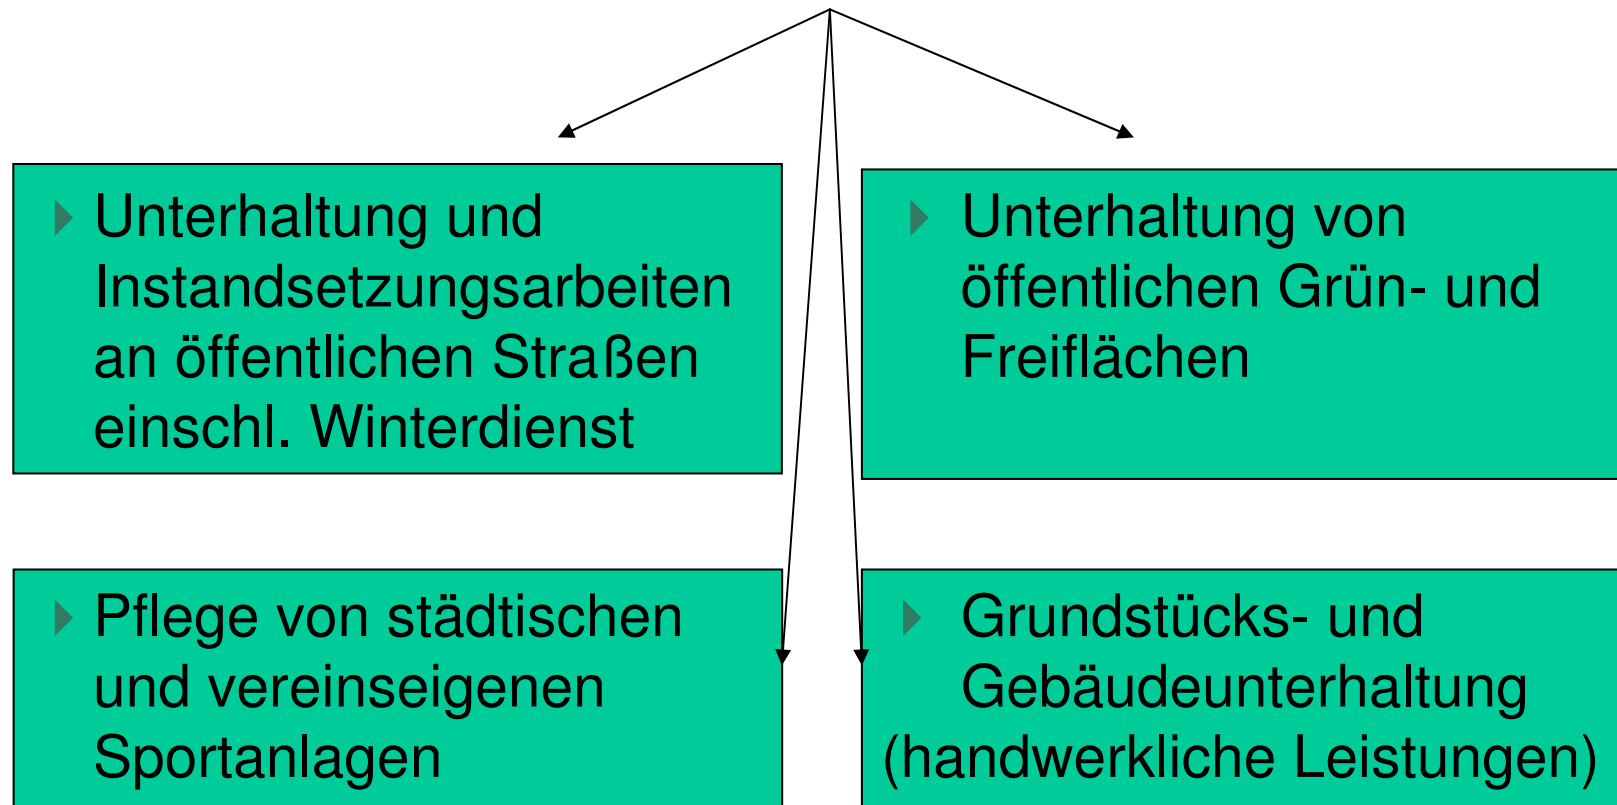 Unterhaltung und
Instandsetzungsarbeiten
an öffentlichen Straßen
einschl. Winterdienst
Unterhaltung von
öffentlichen Grün- und
Freiflächen
Pflege von städtischen
und vereinseigenen
Sportanlagen
Grundstücks- und
Gebäudeunterhaltung
(handwerkliche Leistungen)